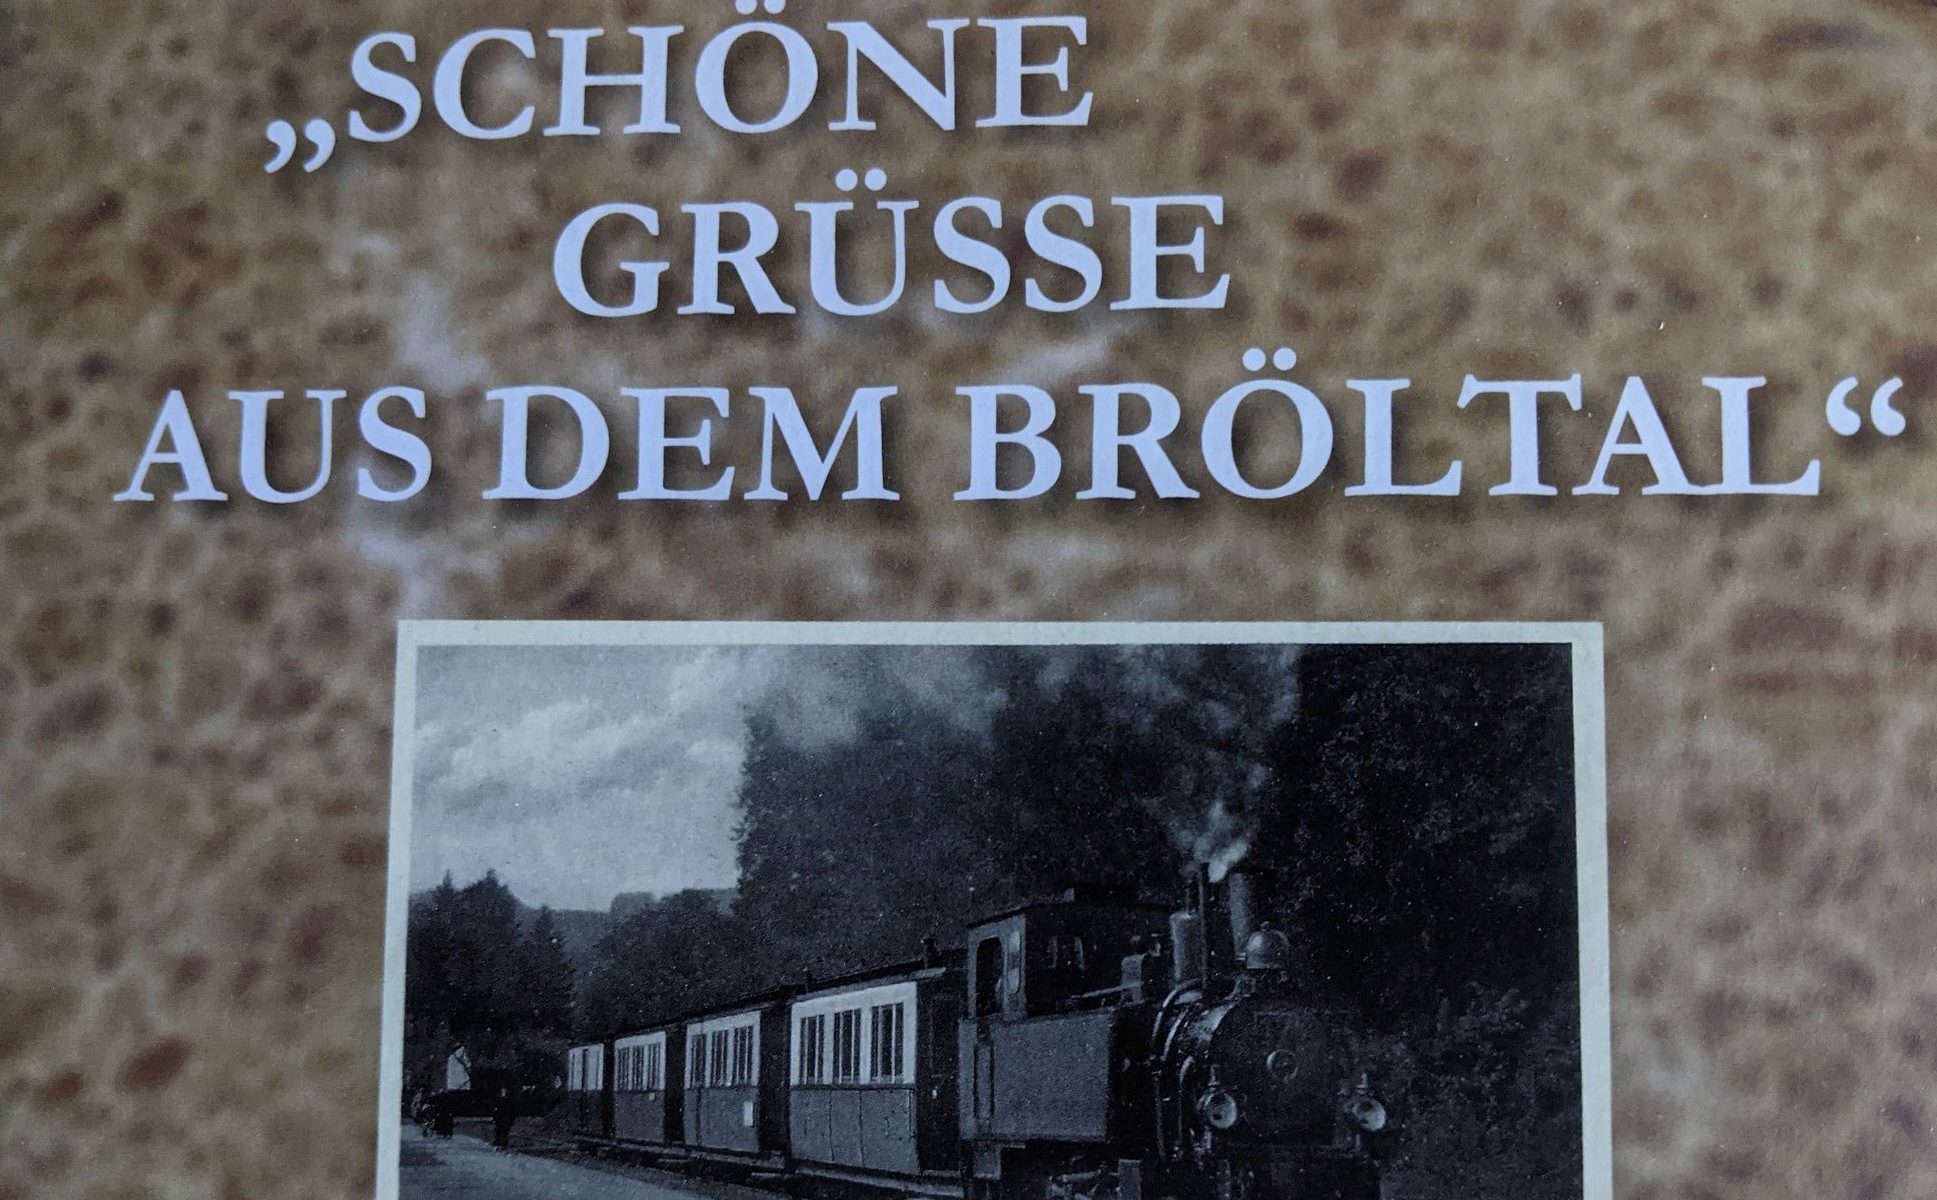 „SCHÖNE
GRÜSSE
AUS DEM BRÖLTAL“